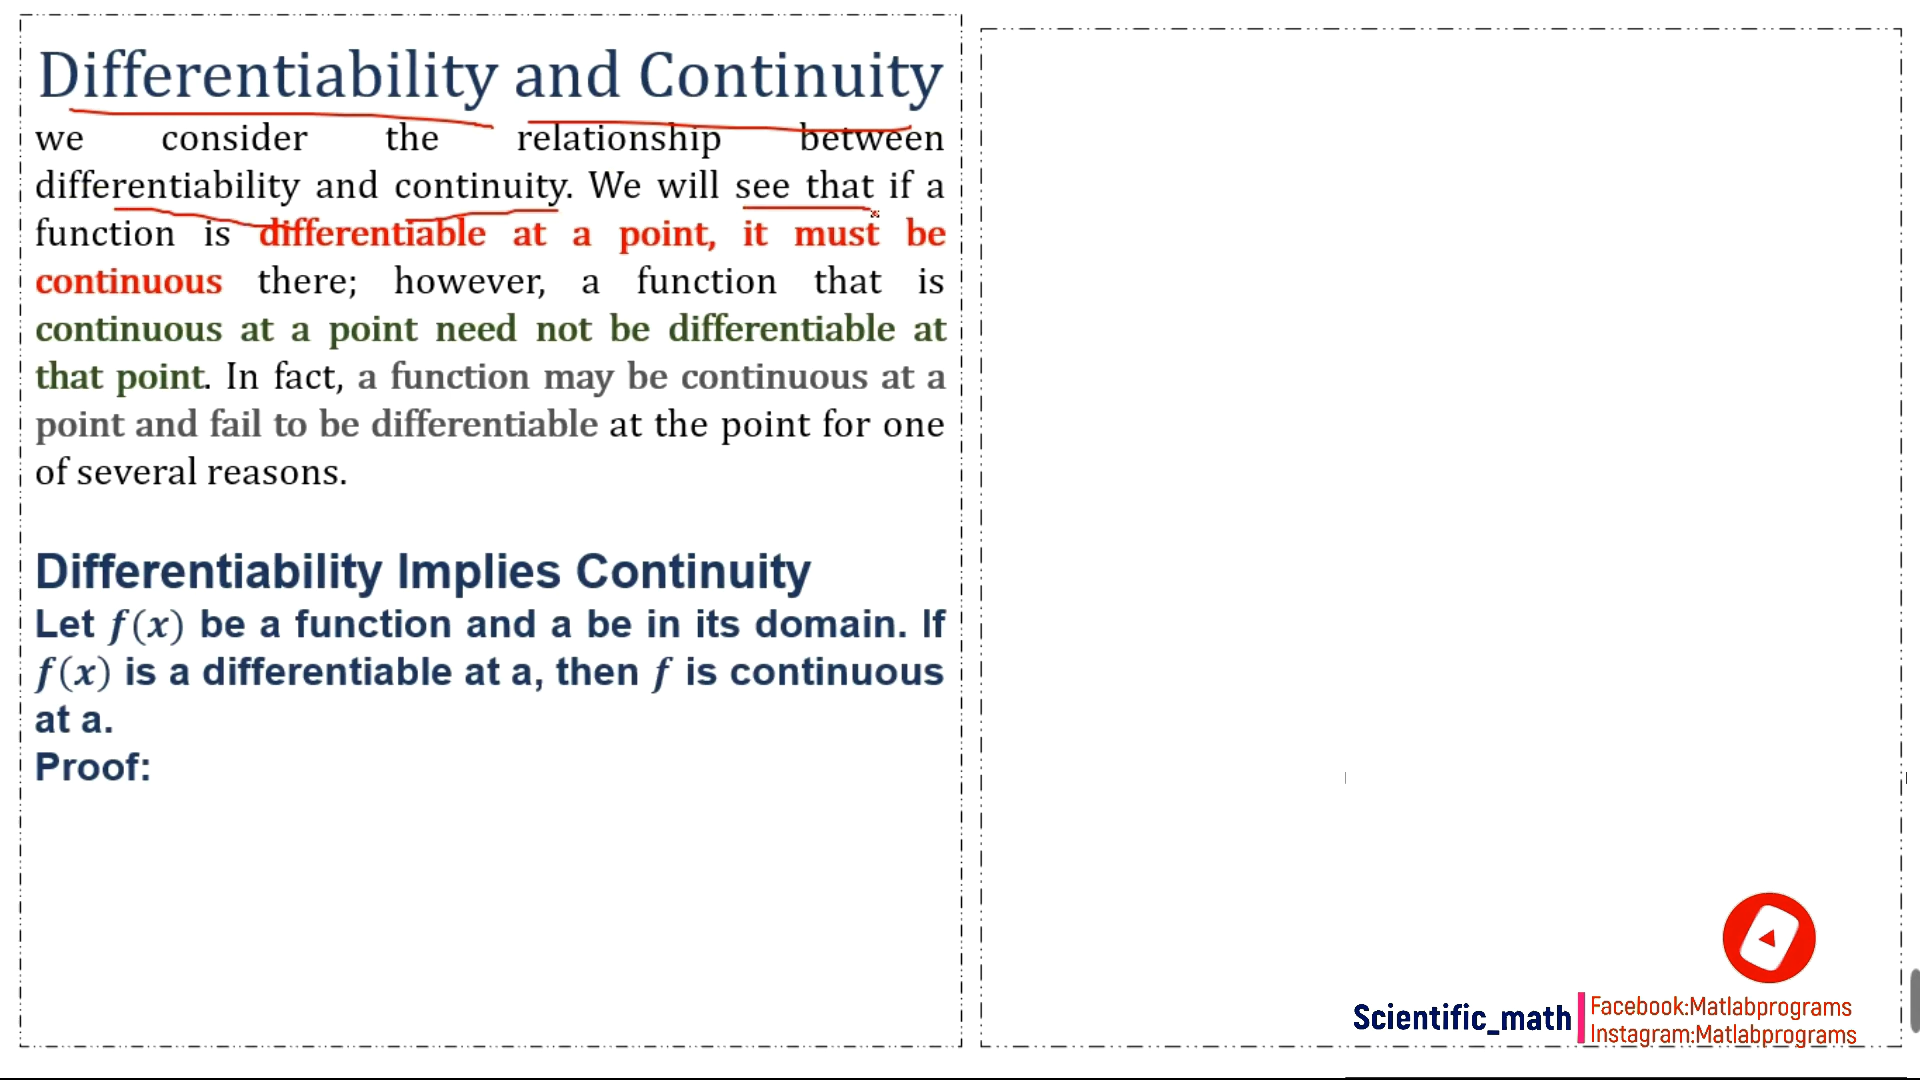 Differentiability and Continuity
we consider the relationship between
differentiability and continuity. We will see that if a
function is differentiable at a point, it must be
continuous there; however, a function that is
continuous at a point need not be differentiable at
that point. In fact, a function may be continuous at a
point and fail to be differentiable at the point for one
of several reasons.
Differentiability Implies Continuity
Let f(x) be a function and a be in its domain. If
f(x) is a differentiable at a, then f is continuous
at a.
Proof:
Scientific_math
Facebook:Matlabprograms
Instagram:Matlabprograms